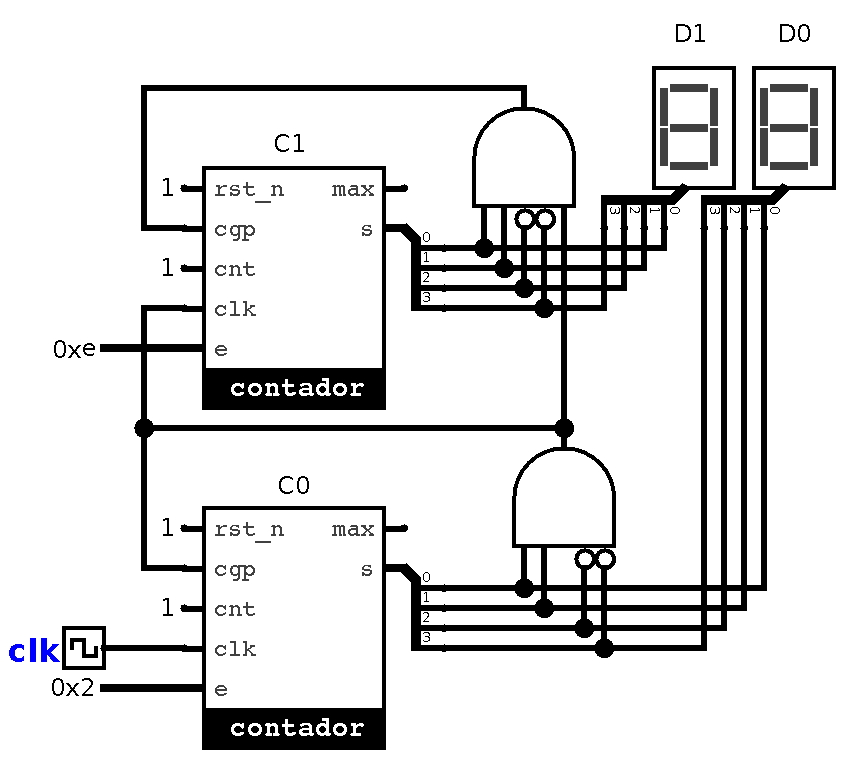 D1 D0
C1
1 rst_n max
cgp s
1 cnt
clk
0xe e
contador
0
1
2
3
3 2 1 0
3 2 1 0
C0
1 rst_n max
cgp s
1 cnt
clk clk
0x2 e
contador
0
1
2
3